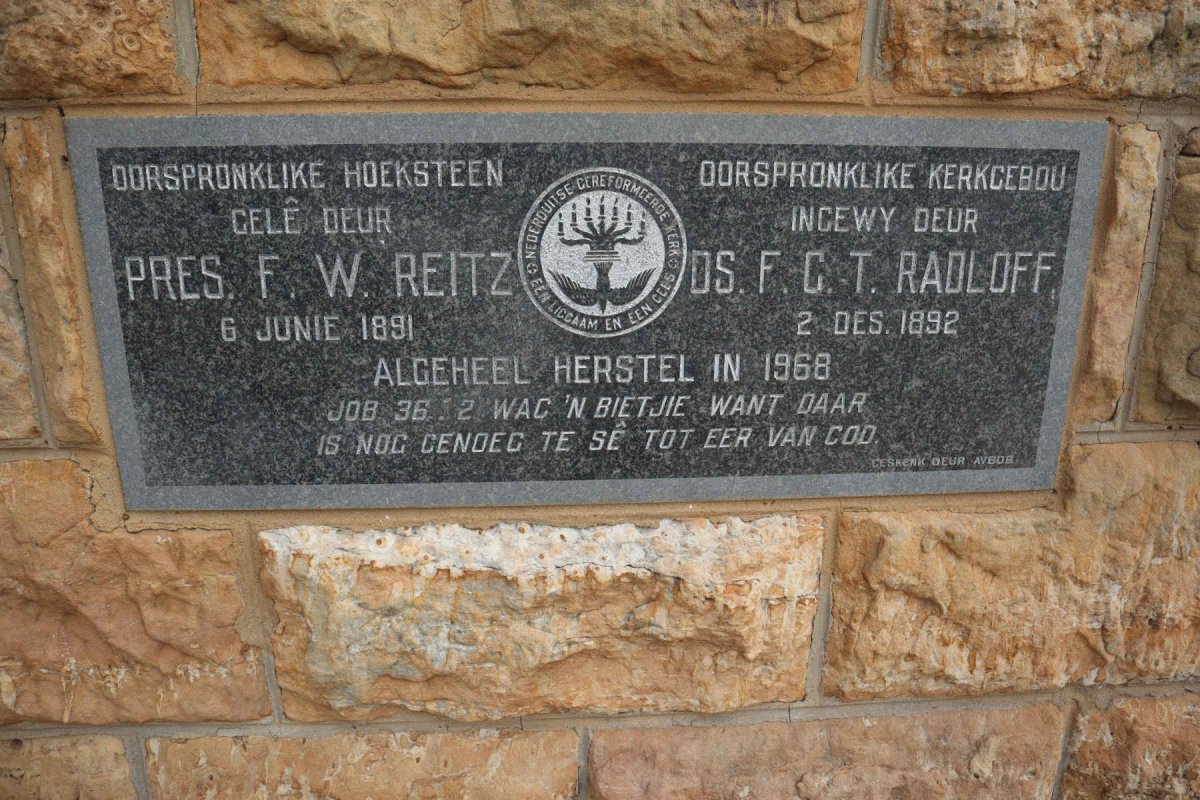 OORSPRONKLIKE HOEKSTEEN
GELÊ DEUR
PRES. F. W. REITZ
6 JUNIE 1891
NEDERDUITSE GEREFORMEERDE KERK
EEN LIGGAAM EN EEN GEES
OORSPRONKLIKE KERKGEBOU
INGEWY DEUR
DS. F. G. T. RADLOFF
2 DES. 1892
ALGEHEEL HERSTEL IN 1968
JOB 36 : 2 WAG 'N BIETJIE WANT DAAR
IS NOG GENOEG TE SÊ TOT EER VAN GOD.
GESKENK DEUR AVBOB